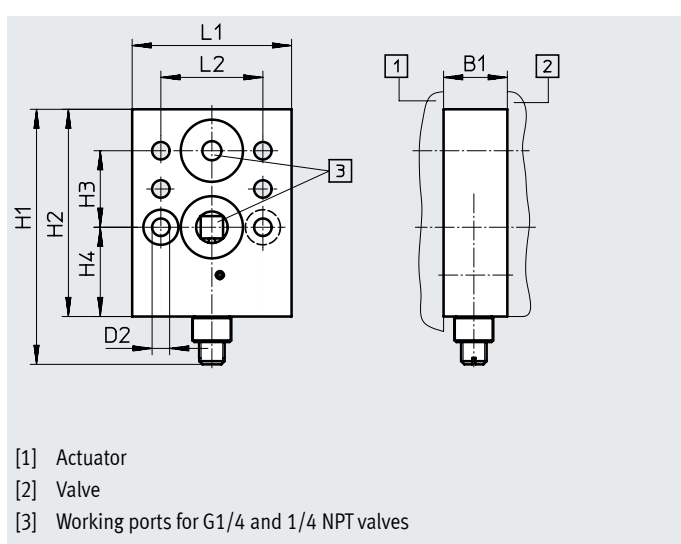 L1
L2
B1
1
2
3
H1
H2
H3
H4
D2
[1] Actuator
[2] Valve
[3] Working ports for G1/4 and 1/4 NPT valves